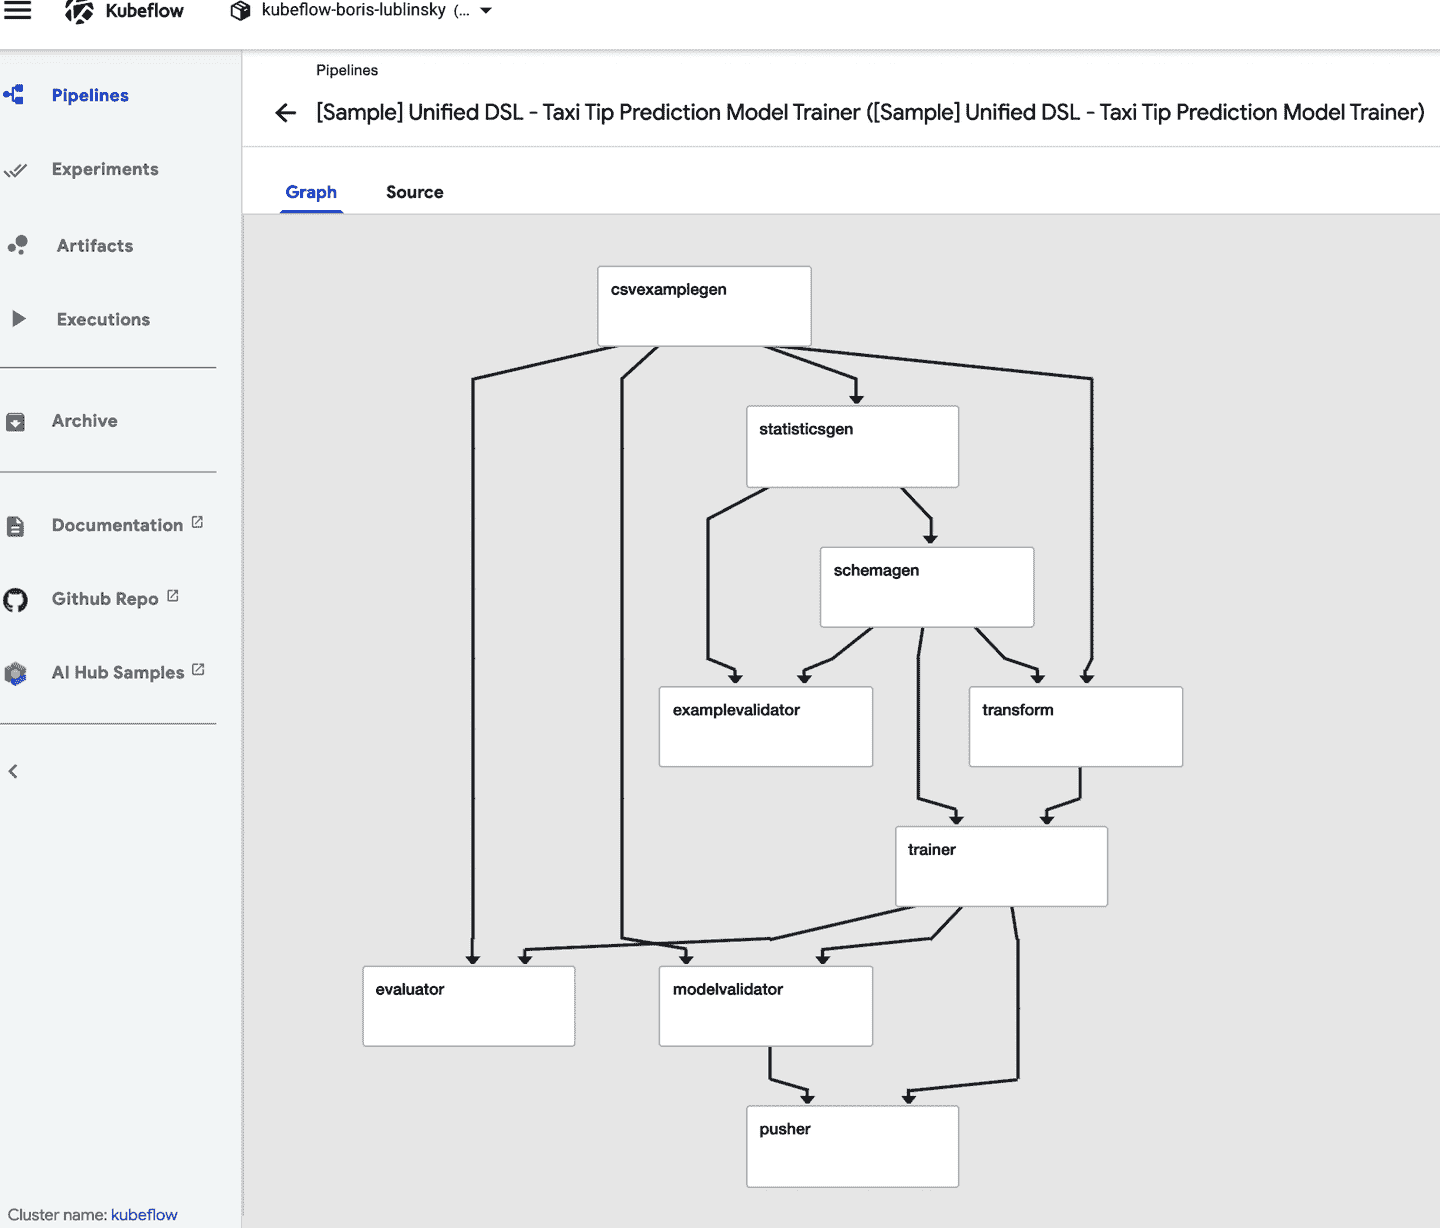 Kubeflow
kubeflow-boris-lublinsky (...
Pipelines
Experiments
Artifacts
Executions
Archive
Documentation
Github Repo
AI Hub Samples
Cluster name: kubeflow
Pipelines
[Sample] Unified DSL - Taxi Tip Prediction Model Trainer ([Sample] Unified DSL - Taxi Tip Prediction Model Trainer)
Graph
Source
csvexamplegen
statisticsgen
schemagen
examplevalidator
transform
trainer
evaluator
modelvalidator
pusher